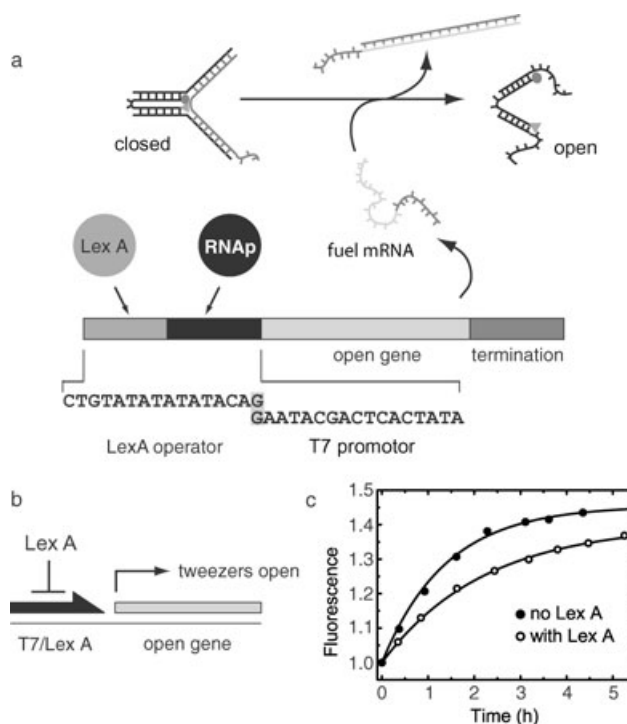 a
closed
open
Lex A
RNAp
fuel mRNA
open gene
termination
CTGTATATATATACAG
GAATACGACTCACTATA
LexA operator
T7 promotor
b
Lex A
tweezers open
T7/Lex A
open gene
c
1.5
1.4
1.3
1.2
1.1
1.0
Fluorescence
no Lex A
with Lex A
0
1
2
3
4
5
Time (h)